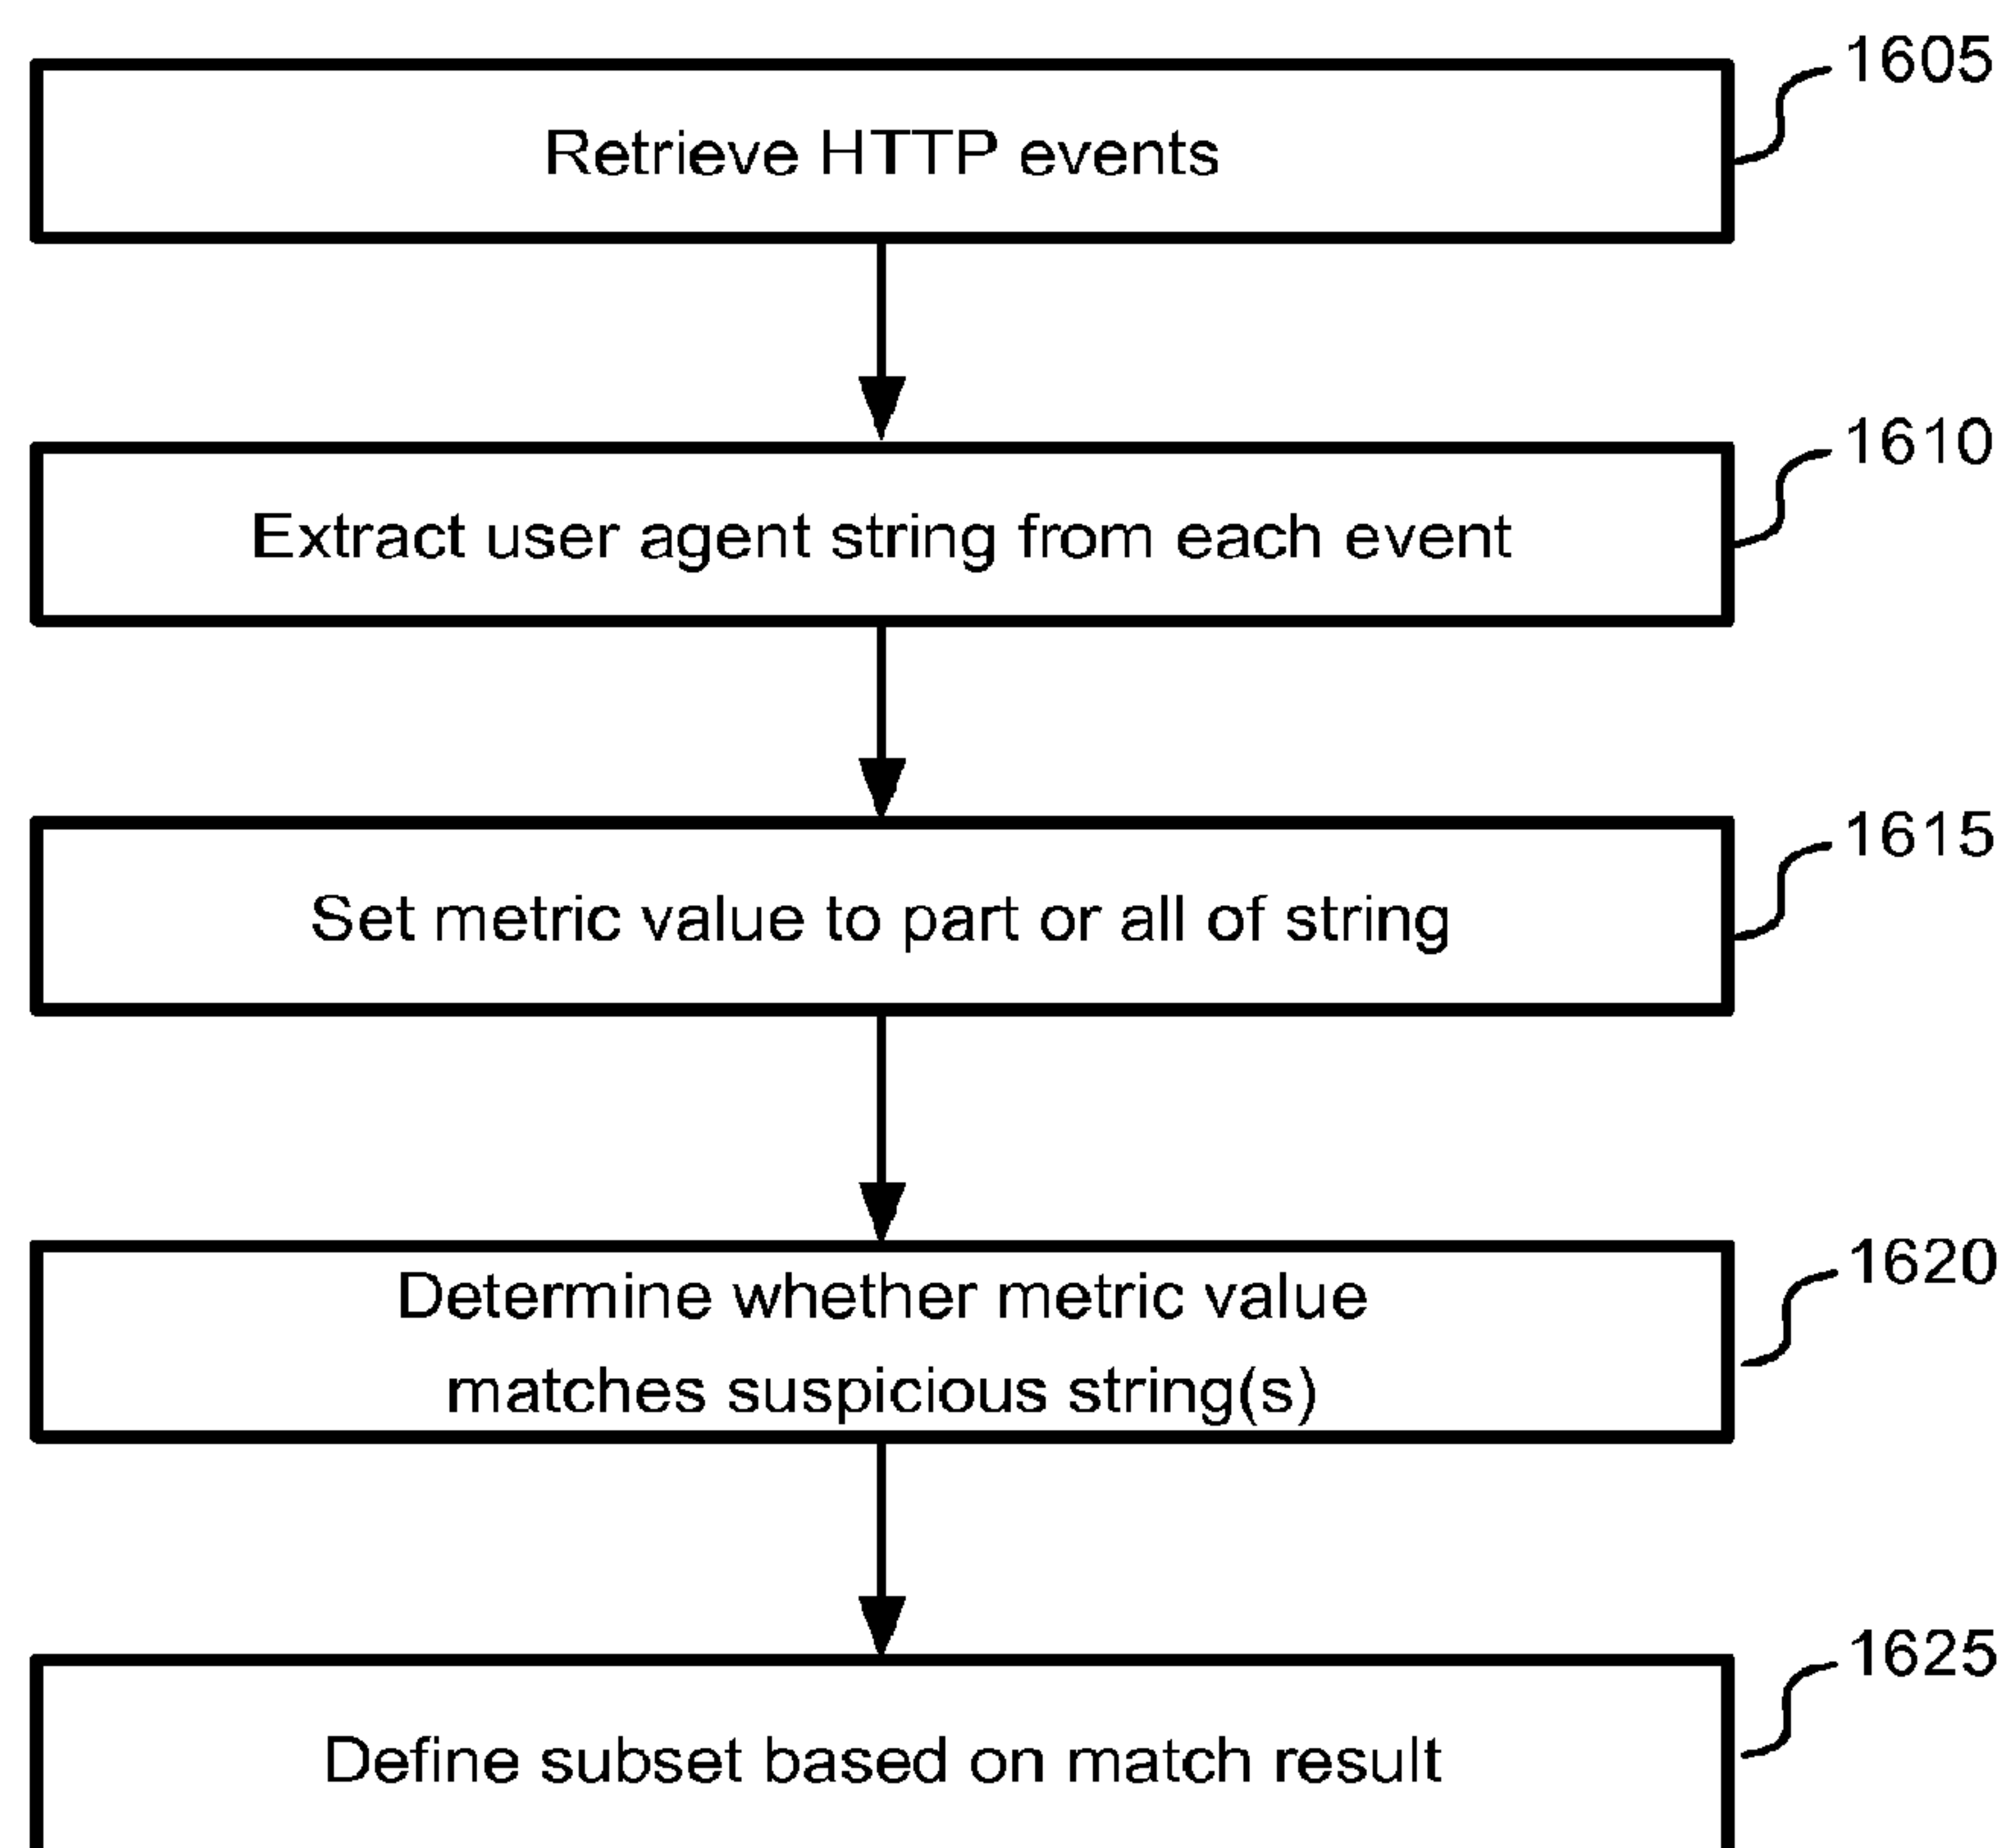 1605
Retrieve HTTP events
1610
Extract user agent string from each event
1615
Set metric value to part or all of string
1620
Determine whether metric value
matches suspicious string(s)
1625
Define subset based on match result